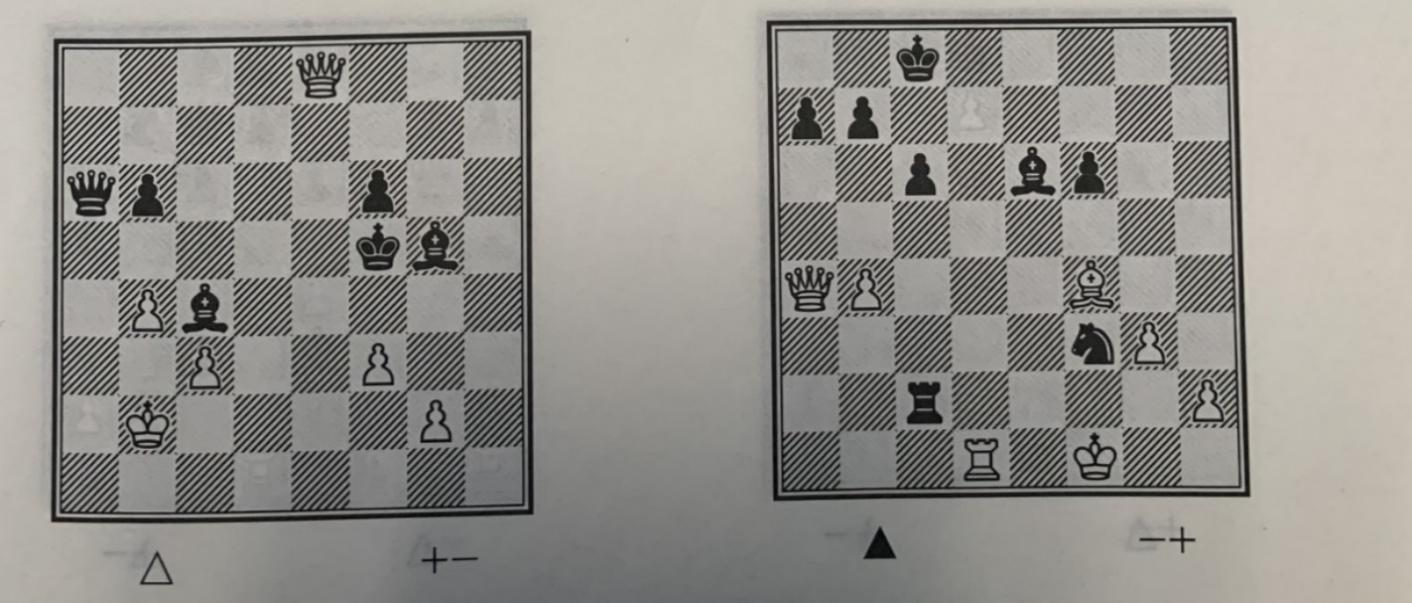 △ +−
▲ −+